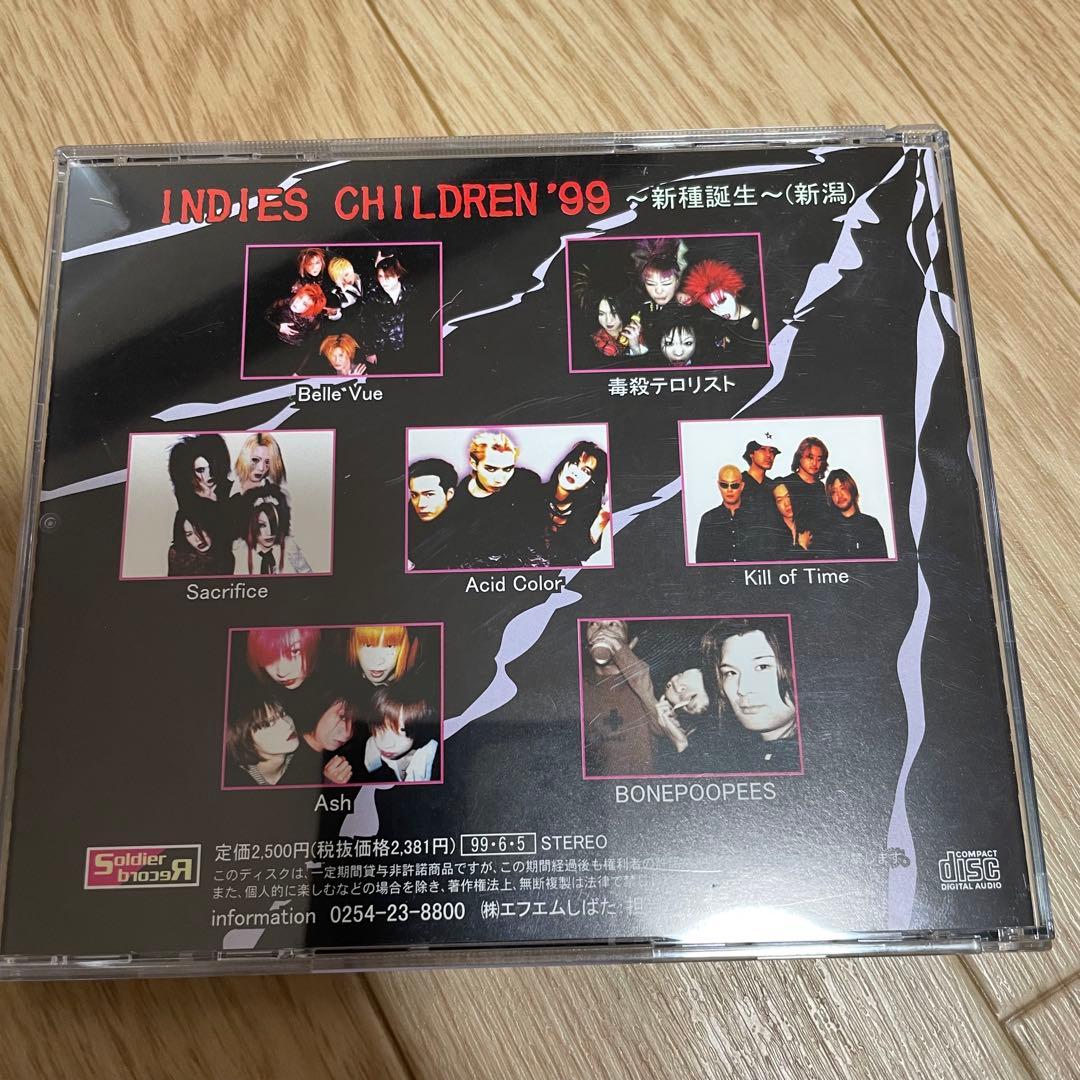 INDIES CHILDREN '99 ～新種誕生～(新潟)
Belle Vue
毒殺テロリスト
Sacrifice
Acid Color
Kill of Time
Ash
BONEPOOPEES
Soldier Record
定価2,500円(税抜価格2,381円) 99・6・5 STEREO
このディスクは、一定期間貸与非許諾商品ですが、この期間経過後も権利者の許諾
また、個人的に楽しむなどの場合を除き、著作権法上、無断複製は法律で禁
information 0254-23-8800 ㈱エフエムしばた・担
COMPACT
disc
DIGITAL AUDIO